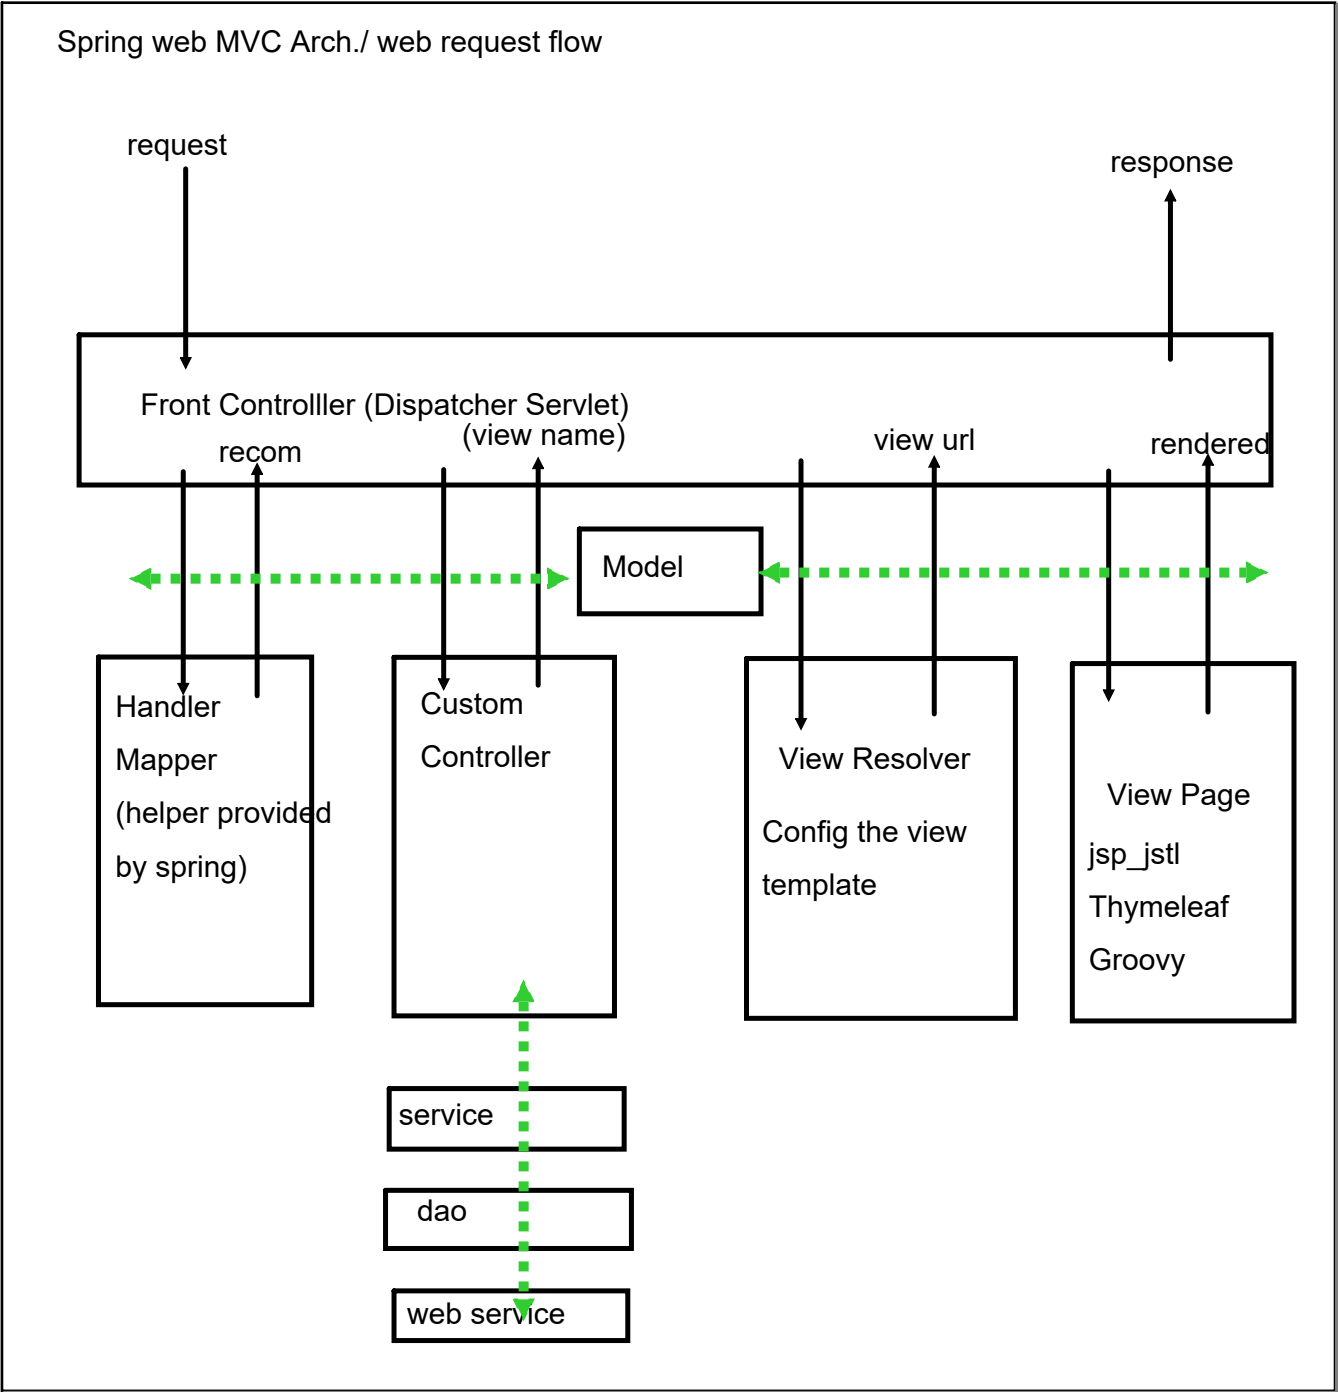 Spring web MVC Arch./ web request flow
request
response
Front Controlller (Dispatcher Servlet)
(view name)
recom
view url
rendered
Model
Handler
Mapper
(helper provided
by spring)
Custom
Controller
View Resolver
Config the view
template
View Page
jsp_jstl
Thymeleaf
Groovy
service
dao
web service